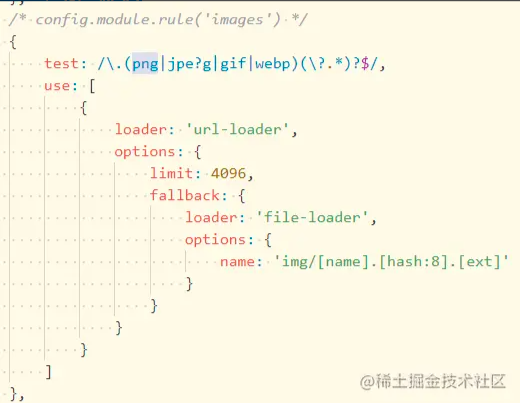 /* config.module.rule('images') */
{
test: /\.(png|jpe?g|gif|webp)(\?.*)?$/,
use: [
{
loader: 'url-loader',
options: {
limit: 4096,
fallback: {
loader: 'file-loader',
options: {
name: 'img/[name].[hash:8].[ext]'
}
}
}
}
]
},
@稀土掘金技术社区